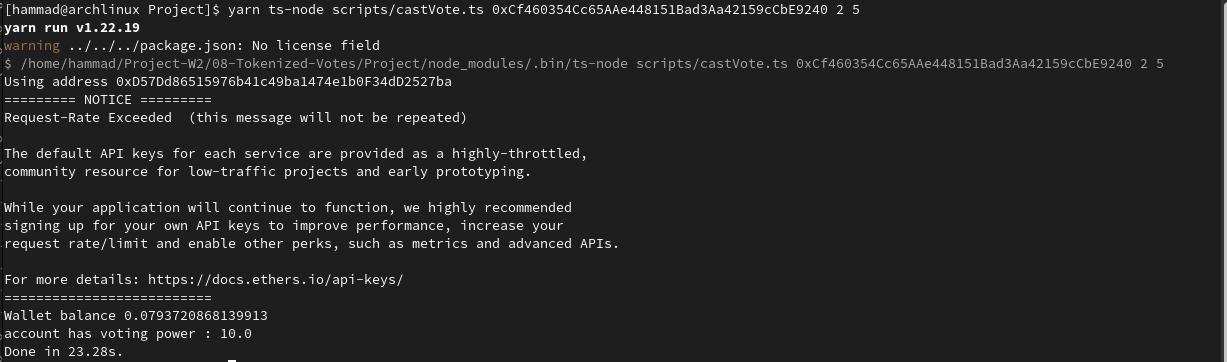 [hammad@archlinux Project]$ yarn ts-node scripts/castVote.ts 0xCf460354Cc65AAe448151Bad3Aa42159cCbE9240 2 5
yarn run v1.22.19
warning ../../../package.json: No license field
$ /home/hammad/Project-W2/08-Tokenized-Votes/Project/node_modules/.bin/ts-node scripts/castVote.ts 0xCf460354Cc65AAe448151Bad3Aa42159cCbE9240 2 5
Using address 0xD57Dd86515976b41c49ba1474e1b0F34dD2527ba
========= NOTICE =========
Request-Rate Exceeded  (this message will not be repeated)
The default API keys for each service are provided as a highly-throttled,
community resource for low-traffic projects and early prototyping.
While your application will continue to function, we highly recommended
signing up for your own API keys to improve performance, increase your
request rate/limit and enable other perks, such as metrics and advanced APIs.
For more details: https://docs.ethers.io/api-keys/
==========================
Wallet balance 0.0793720868139913
account has voting power : 10.0
Done in 23.28s.